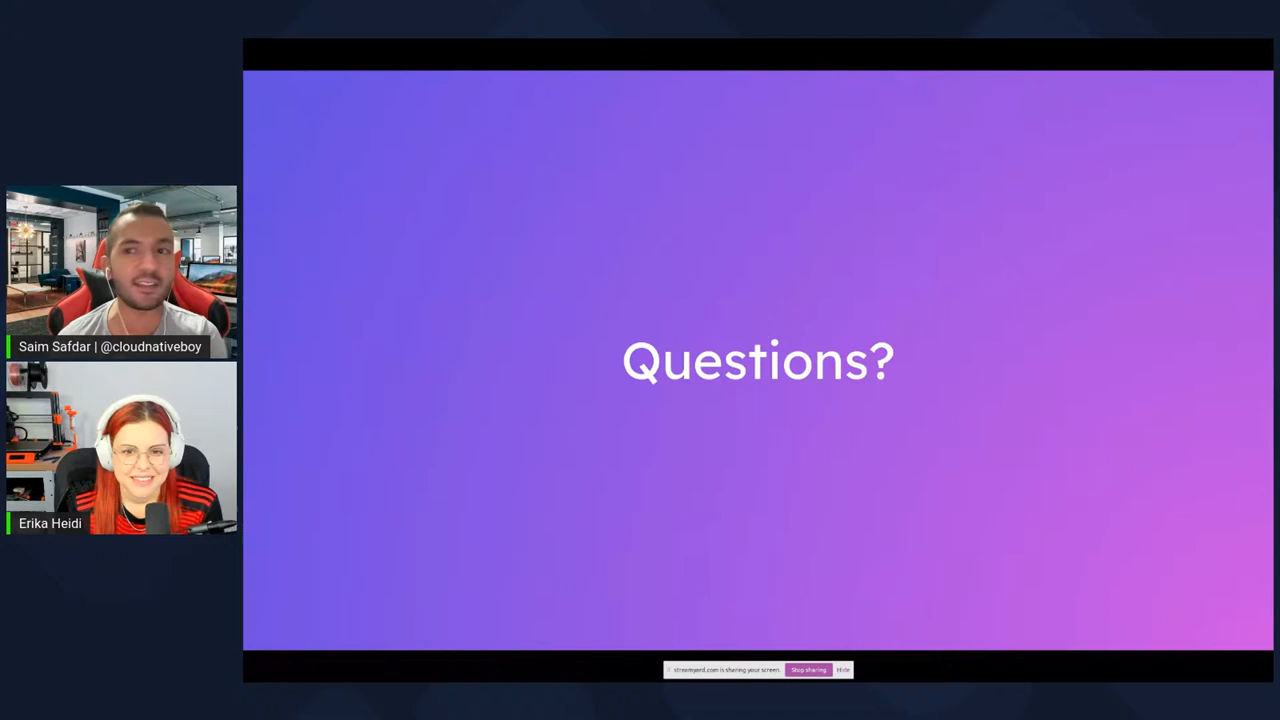 Saim Safdar | @cloudnativeboy
Erika Heidi
Questions?
streamyard.com is sharing your screen.
Stop sharing
Hide